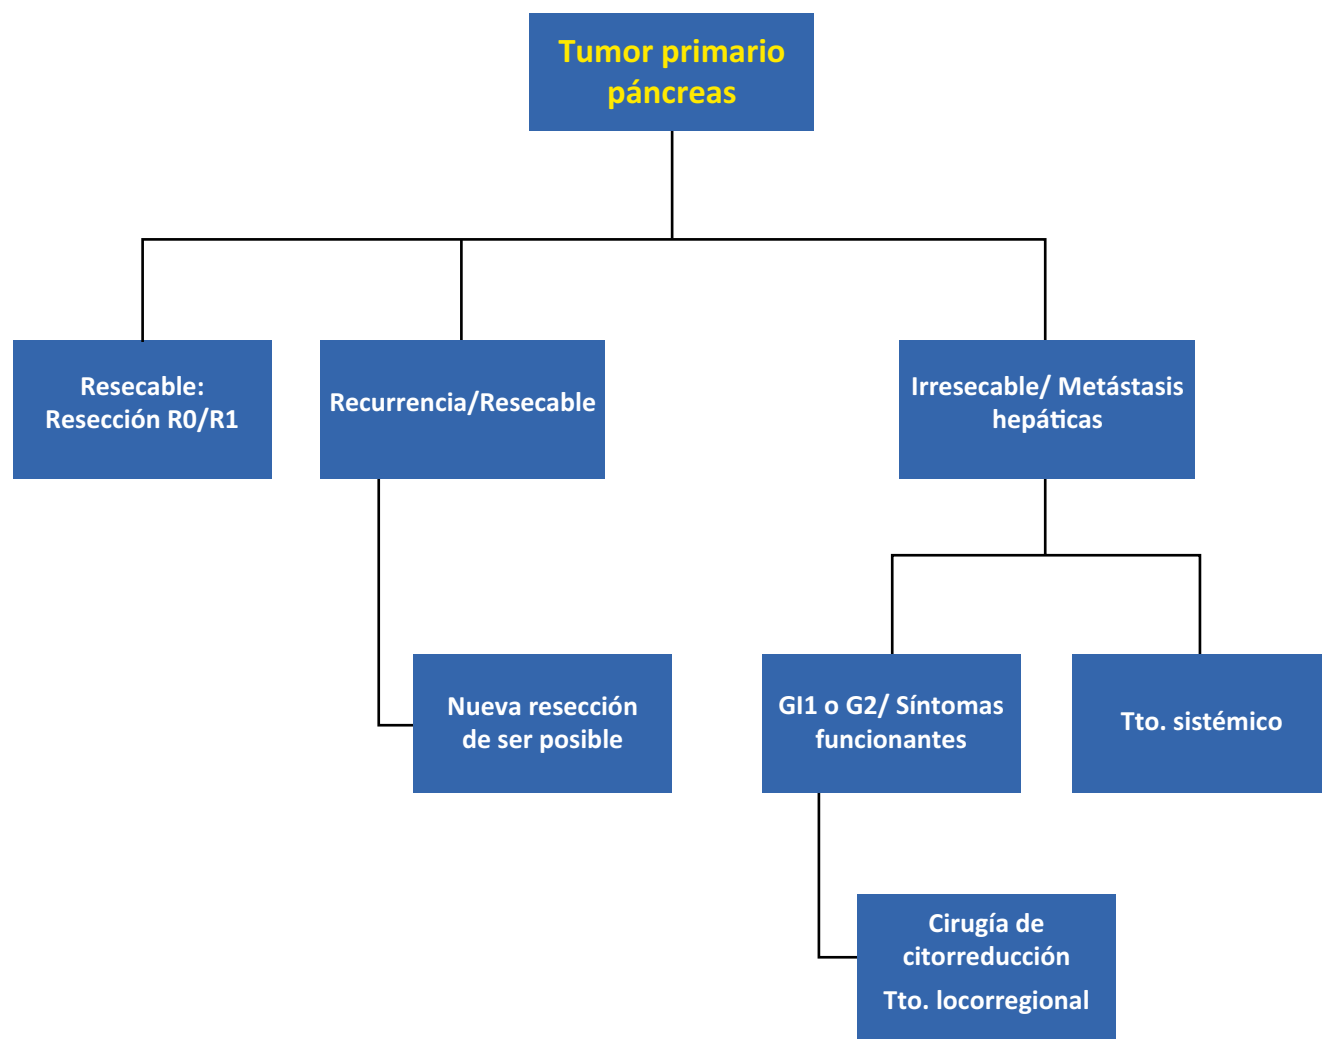 Tumor primario
páncreas
Resecable:
Resección R0/R1
Recurrencia/Resecable
Irresecable/ Metástasis
hepáticas
Nueva resección
de ser posible
GI1 o G2/ Síntomas
funcionantes
Tto. sistémico
Cirugía de
citorreducción
Tto. locorregional